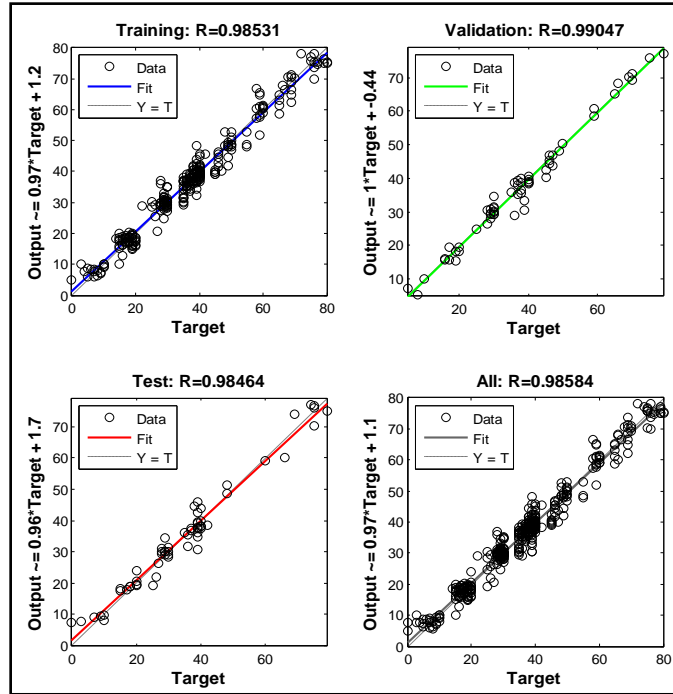 Training: R=0.98531
Output ~= 0.97*Target + 1.2
80
70
60
50
40
30
20
10
0
Data
Fit
Y = T
0 20 40 60 80
Target
Validation: R=0.99047
Output ~= 1*Target + -0.44
70
60
50
40
30
20
10
Data
Fit
Y = T
20 40 60
Target
Test: R=0.98464
Output ~= 0.96*Target + 1.7
70
60
50
40
30
20
10
0
Data
Fit
Y = T
0 20 40 60
Target
All: R=0.98584
Output ~= 0.97*Target + 1.1
80
70
60
50
40
30
20
10
0
Data
Fit
Y = T
0 20 40 60 80
Target